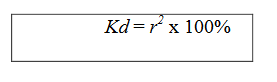 Kd = r² x 100%